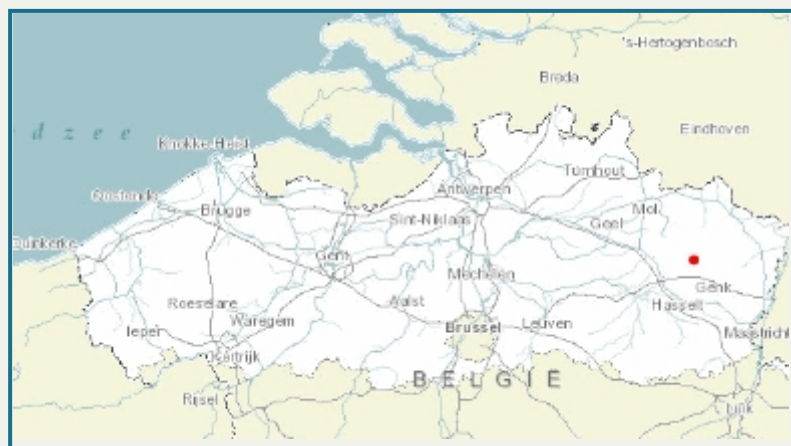 's-Hertogenbosch
Breda
Eindhoven
d z e e
Knokke-Heist
Turnhout
Antwerpen
Oostende
Mol
Brugge
Sint-Niklaas
Geel
Duinkerke
Gent
Mechelen
Genk
Roeselare
Aalst
Hasselt
Ieper
Waregem
Brussel
Leuven
Maastricht
Kortrijk
BELGIË
Rijsel
Luik